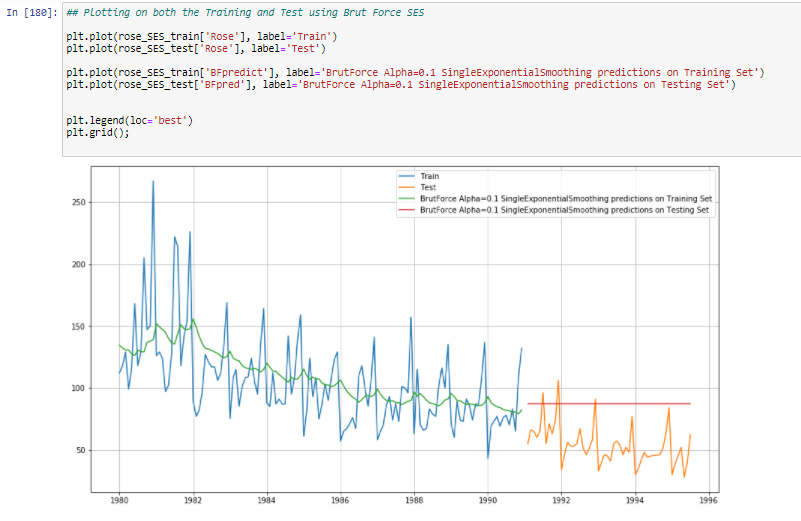 In [180]: ## Plotting on both the Training and Test using Brut Force SES
plt.plot(rose_SES_train['Rose'], label='Train')
plt.plot(rose_SES_test['Rose'], label='Test')
plt.plot(rose_SES_train['BFpredict'], label='BrutForce Alpha=0.1 SingleExponentialSmoothing predictions on Training Set')
plt.plot(rose_SES_test['BFpred'], label='BrutForce Alpha=0.1 SingleExponentialSmoothing predictions on Testing Set')
plt.legend(loc='best')
plt.grid();
Train
Test
BrutForce Alpha=0.1 SingleExponentialSmoothing predictions on Training Set
BrutForce Alpha=0.1 SingleExponentialSmoothing predictions on Testing Set
250
200
150
100
50
1980 1982 1984 1986 1988 1990 1992 1994 1996